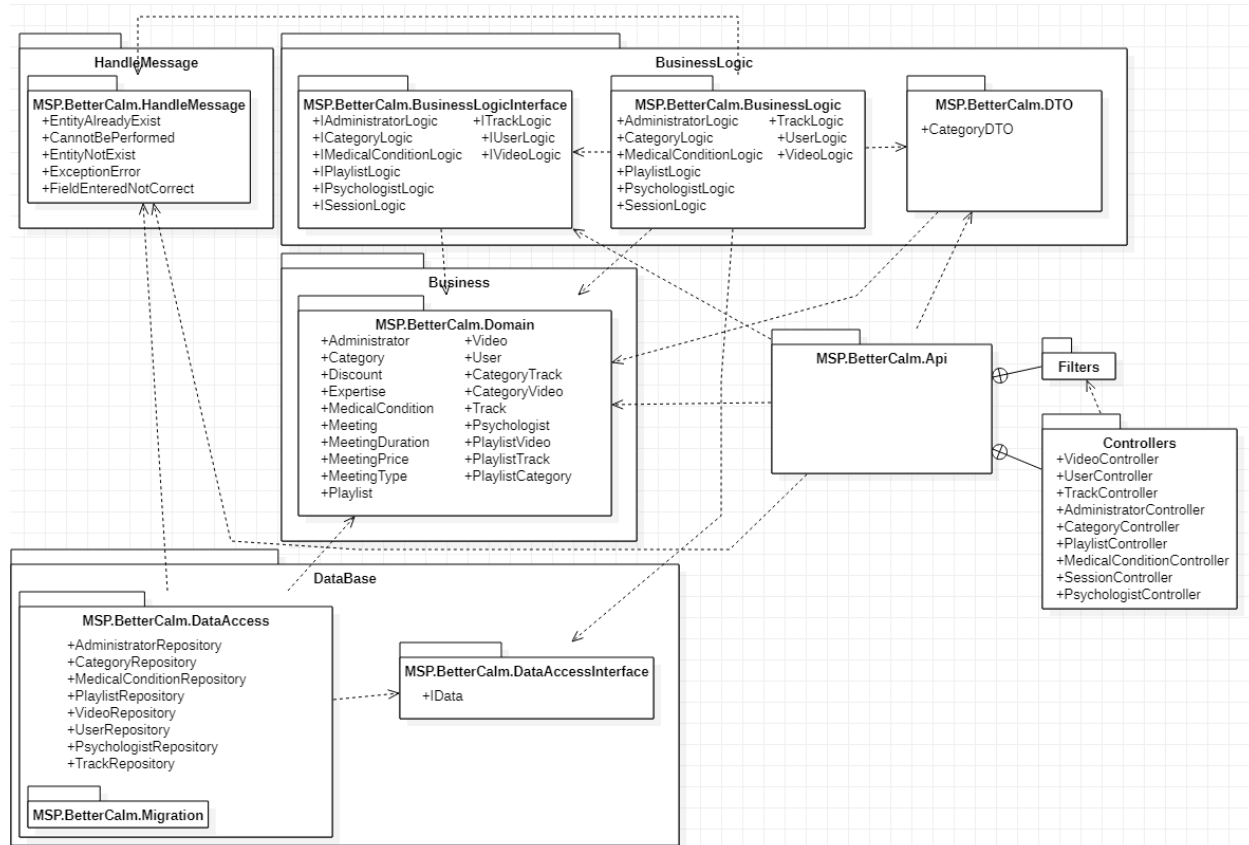 HandleMessage
MSP.BetterCalm.HandleMessage
+EntityAlreadyExist
+CannotBePerformed
+EntityNotExist
+ExceptionError
+FieldEnteredNotCorrect
BusinessLogic
MSP.BetterCalm.BusinessLogicInterface
+IAdministratorLogic +ITrackLogic
+ICategoryLogic +IUserLogic
+IMedicalConditionLogic +IVideoLogic
+IPlaylistLogic
+IPsychologistLogic
+ISessionLogic
MSP.BetterCalm.BusinessLogic
+AdministratorLogic +TrackLogic
+CategoryLogic +UserLogic
+MedicalConditionLogic +VideoLogic
+PlaylistLogic
+PsychologistLogic
+SessionLogic
MSP.BetterCalm.DTO
+CategoryDTO
Business
MSP.BetterCalm.Domain
+Administrator +Video
+Category +User
+Discount +CategoryTrack
+Expertise +CategoryVideo
+MedicalCondition +Track
+Meeting +Psychologist
+MeetingDuration +PlaylistVideo
+MeetingPrice +PlaylistTrack
+MeetingType +PlaylistCategory
+Playlist
MSP.BetterCalm.Api
Filters
Controllers
+VideoController
+UserController
+TrackController
+AdministratorController
+CategoryController
+PlaylistController
+MedicalConditionController
+SessionController
+PsychologistController
DataBase
MSP.BetterCalm.DataAccess
+AdministratorRepository
+CategoryRepository
+MedicalConditionRepository
+PlaylistRepository
+VideoRepository
+UserRepository
+PsychologistRepository
+TrackRepository
MSP.BetterCalm.Migration
MSP.BetterCalm.DataAccessInterface
+IData